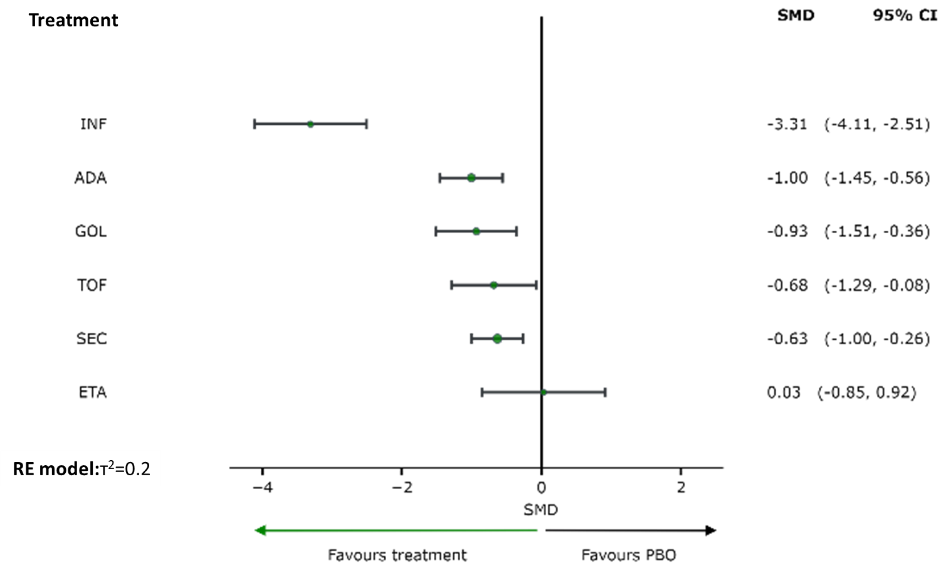 Treatment SMD 95% CI
INF -3.31 (-4.11, -2.51)
ADA -1.00 (-1.45, -0.56)
GOL -0.93 (-1.51, -0.36)
TOF -0.68 (-1.29, -0.08)
SEC -0.63 (-1.00, -0.26)
ETA 0.03 (-0.85, 0.92)
RE model:τ²=0.2
−4 −2 0 2
SMD
Favours treatment Favours PBO